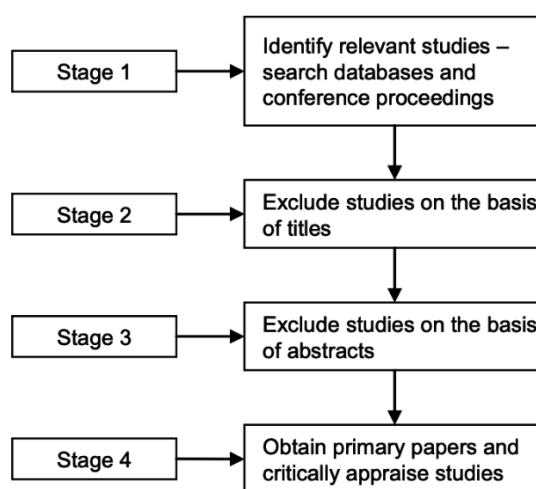 Stage 1
Identify relevant studies –
search databases and
conference proceedings
Stage 2
Exclude studies on the basis
of titles
Stage 3
Exclude studies on the basis
of abstracts
Stage 4
Obtain primary papers and
critically appraise studies